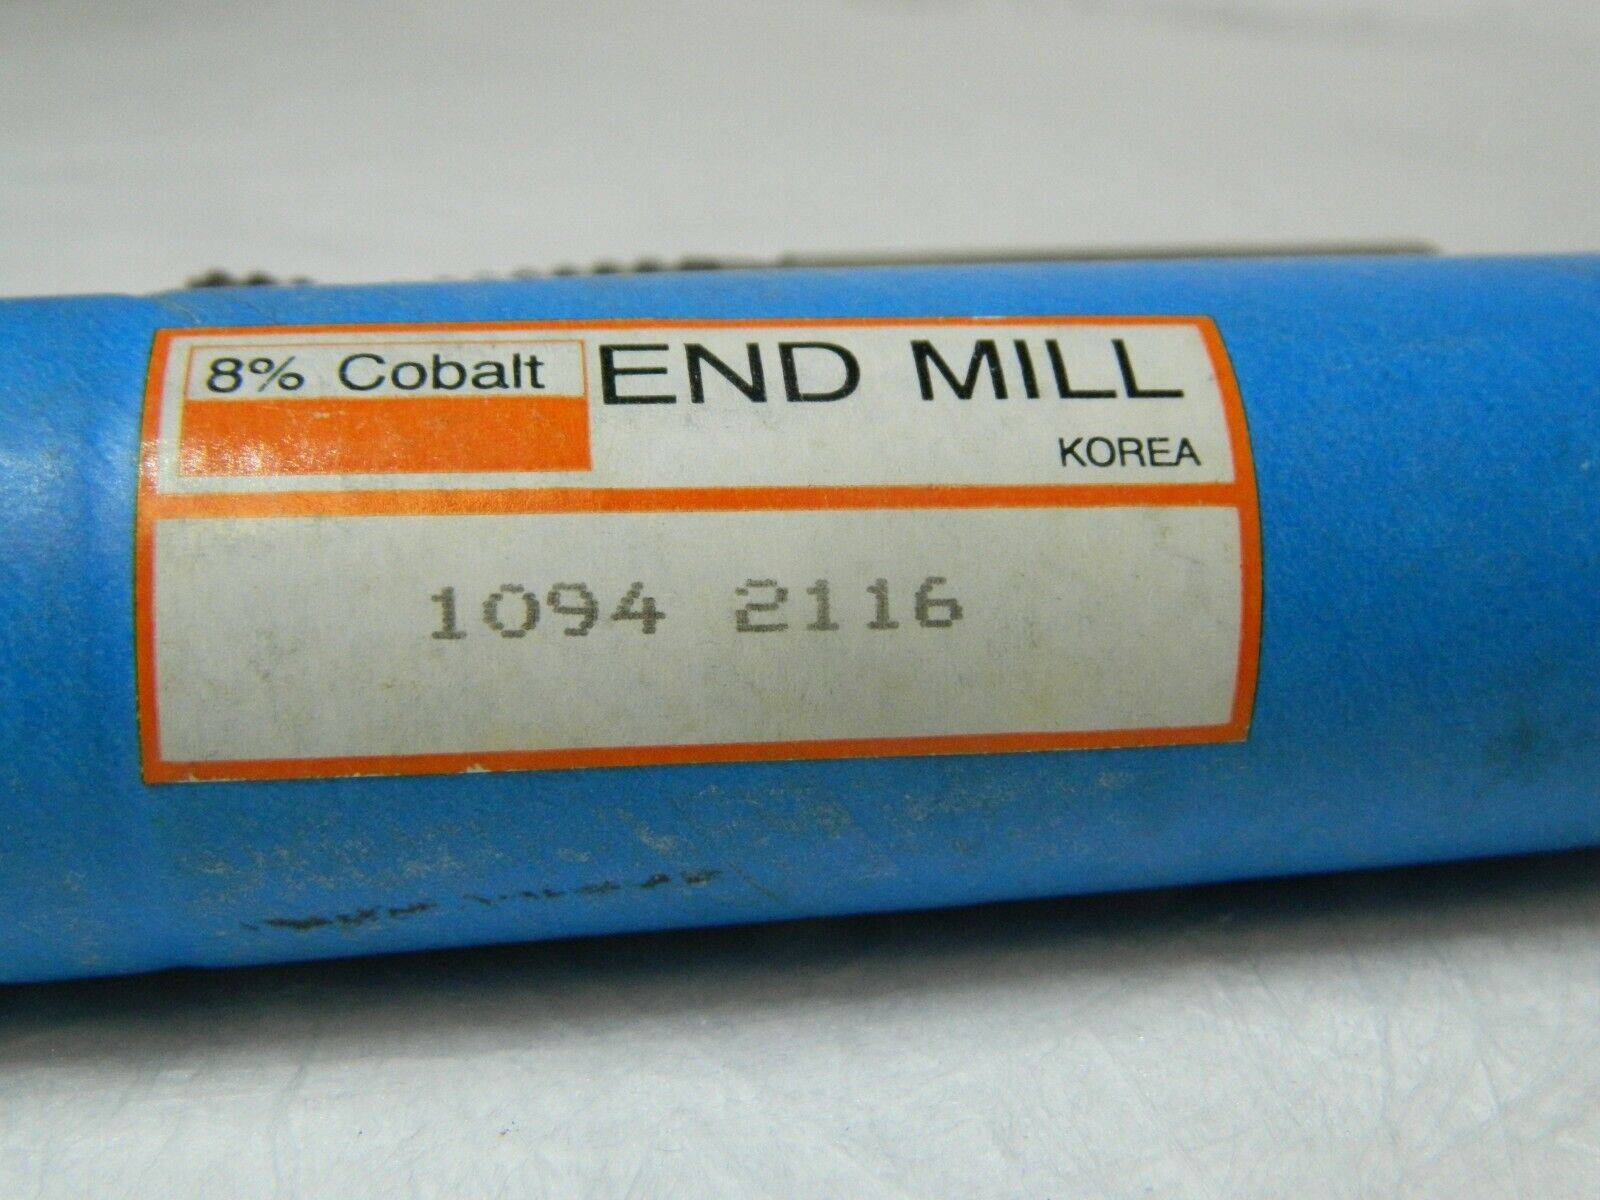 8% Cobalt END MILL
KOREA
1094 2116